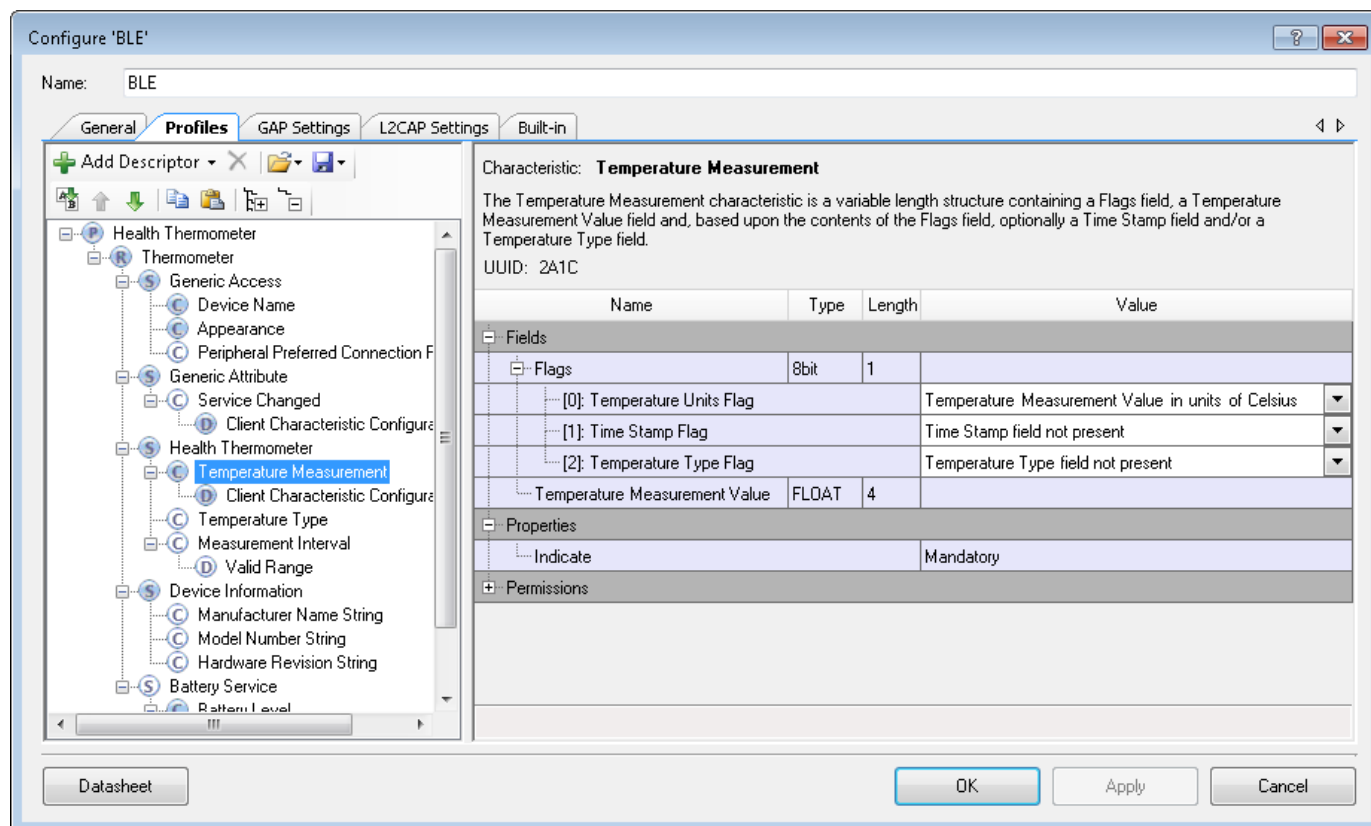 Configure 'BLE'
Name: BLE
General Profiles GAP Settings L2CAP Settings Built-in
Add Descriptor
Health Thermometer
Thermometer
Generic Access
Device Name
Appearance
Peripheral Preferred Connection
Generic Attribute
Service Changed
Client Characteristic Configura
Health Thermometer
Temperature Measurement
Client Characteristic Configura
Temperature Type
Measurement Interval
Valid Range
Device Information
Manufacturer Name String
Model Number String
Hardware Revision String
Battery Service
Battery Level
Characteristic: Temperature Measurement
The Temperature Measurement characteristic is a variable length structure containing a Flags field, a Temperature
Measurement Value field and, based upon the contents of the Flags field, optionally a Time Stamp field and/or a
Temperature Type field.
UUID: 2A1C
Name Type Length Value
Fields
Flags 8bit 1
[0]: Temperature Units Flag Temperature Measurement Value in units of Celsius
[1]: Time Stamp Flag Time Stamp field not present
[2]: Temperature Type Flag Temperature Type field not present
Temperature Measurement Value FLOAT 4
Properties
Indicate Mandatory
Permissions
Datasheet OK Apply Cancel